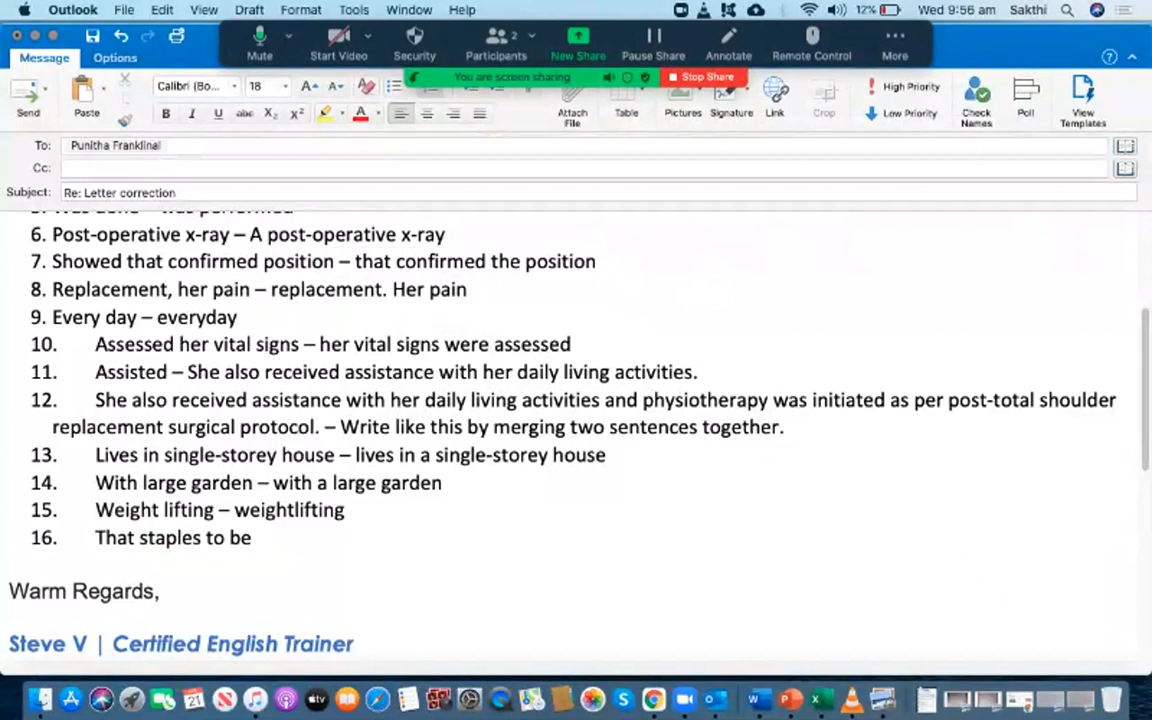 Outlook File Edit View Draft Format Tools Window Help 12% Wed 9:56 am Sakthi
Mute Start Video Security Participants 2 New Share Pause Share Annotate Remote Control More
Message Options
You are screen sharing Stop Share
Send Paste Calibri (Bo... 18 A A B I U abc X2 X2 A Attach File Table Pictures Signature Link Crop High Priority Low Priority Check Names Poll View Templates
To: Punitha Franklinal
Cc:
Subject: Re: Letter correction
6. Post-operative x-ray – A post-operative x-ray
7. Showed that confirmed position – that confirmed the position
8. Replacement, her pain – replacement. Her pain
9. Every day – everyday
10. Assessed her vital signs – her vital signs were assessed
11. Assisted – She also received assistance with her daily living activities.
12. She also received assistance with her daily living activities and physiotherapy was initiated as per post-total shoulder
replacement surgical protocol. – Write like this by merging two sentences together.
13. Lives in single-storey house – lives in a single-storey house
14. With large garden – with a large garden
15. Weight lifting – weightlifting
16. That staples to be
Warm Regards,
Steve V | Certified English Trainer